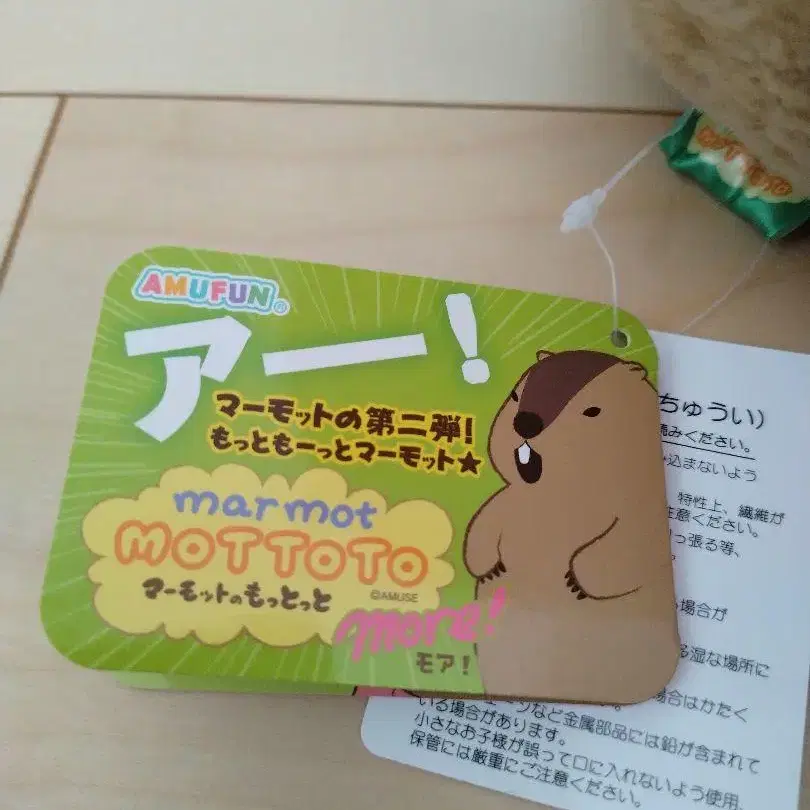 AMUFUN®
アー!
マーモットの第二弾!
もっともーっとマーモット★
marmot
MOTTOTO
マーモットのもっとっと
©AMUSE
more!
モア!
MOTTOTO
ちゅうい)
読みください。
込まないよう
特性上、繊維が
注意ください。
っ張る等、
場合が
湿な場所に
場合はかたく
いる場合があります。
など金属部品には鉛が含まれて
小さなお子様が誤って口に入れないよう使用
保管には厳重にご注意ください。